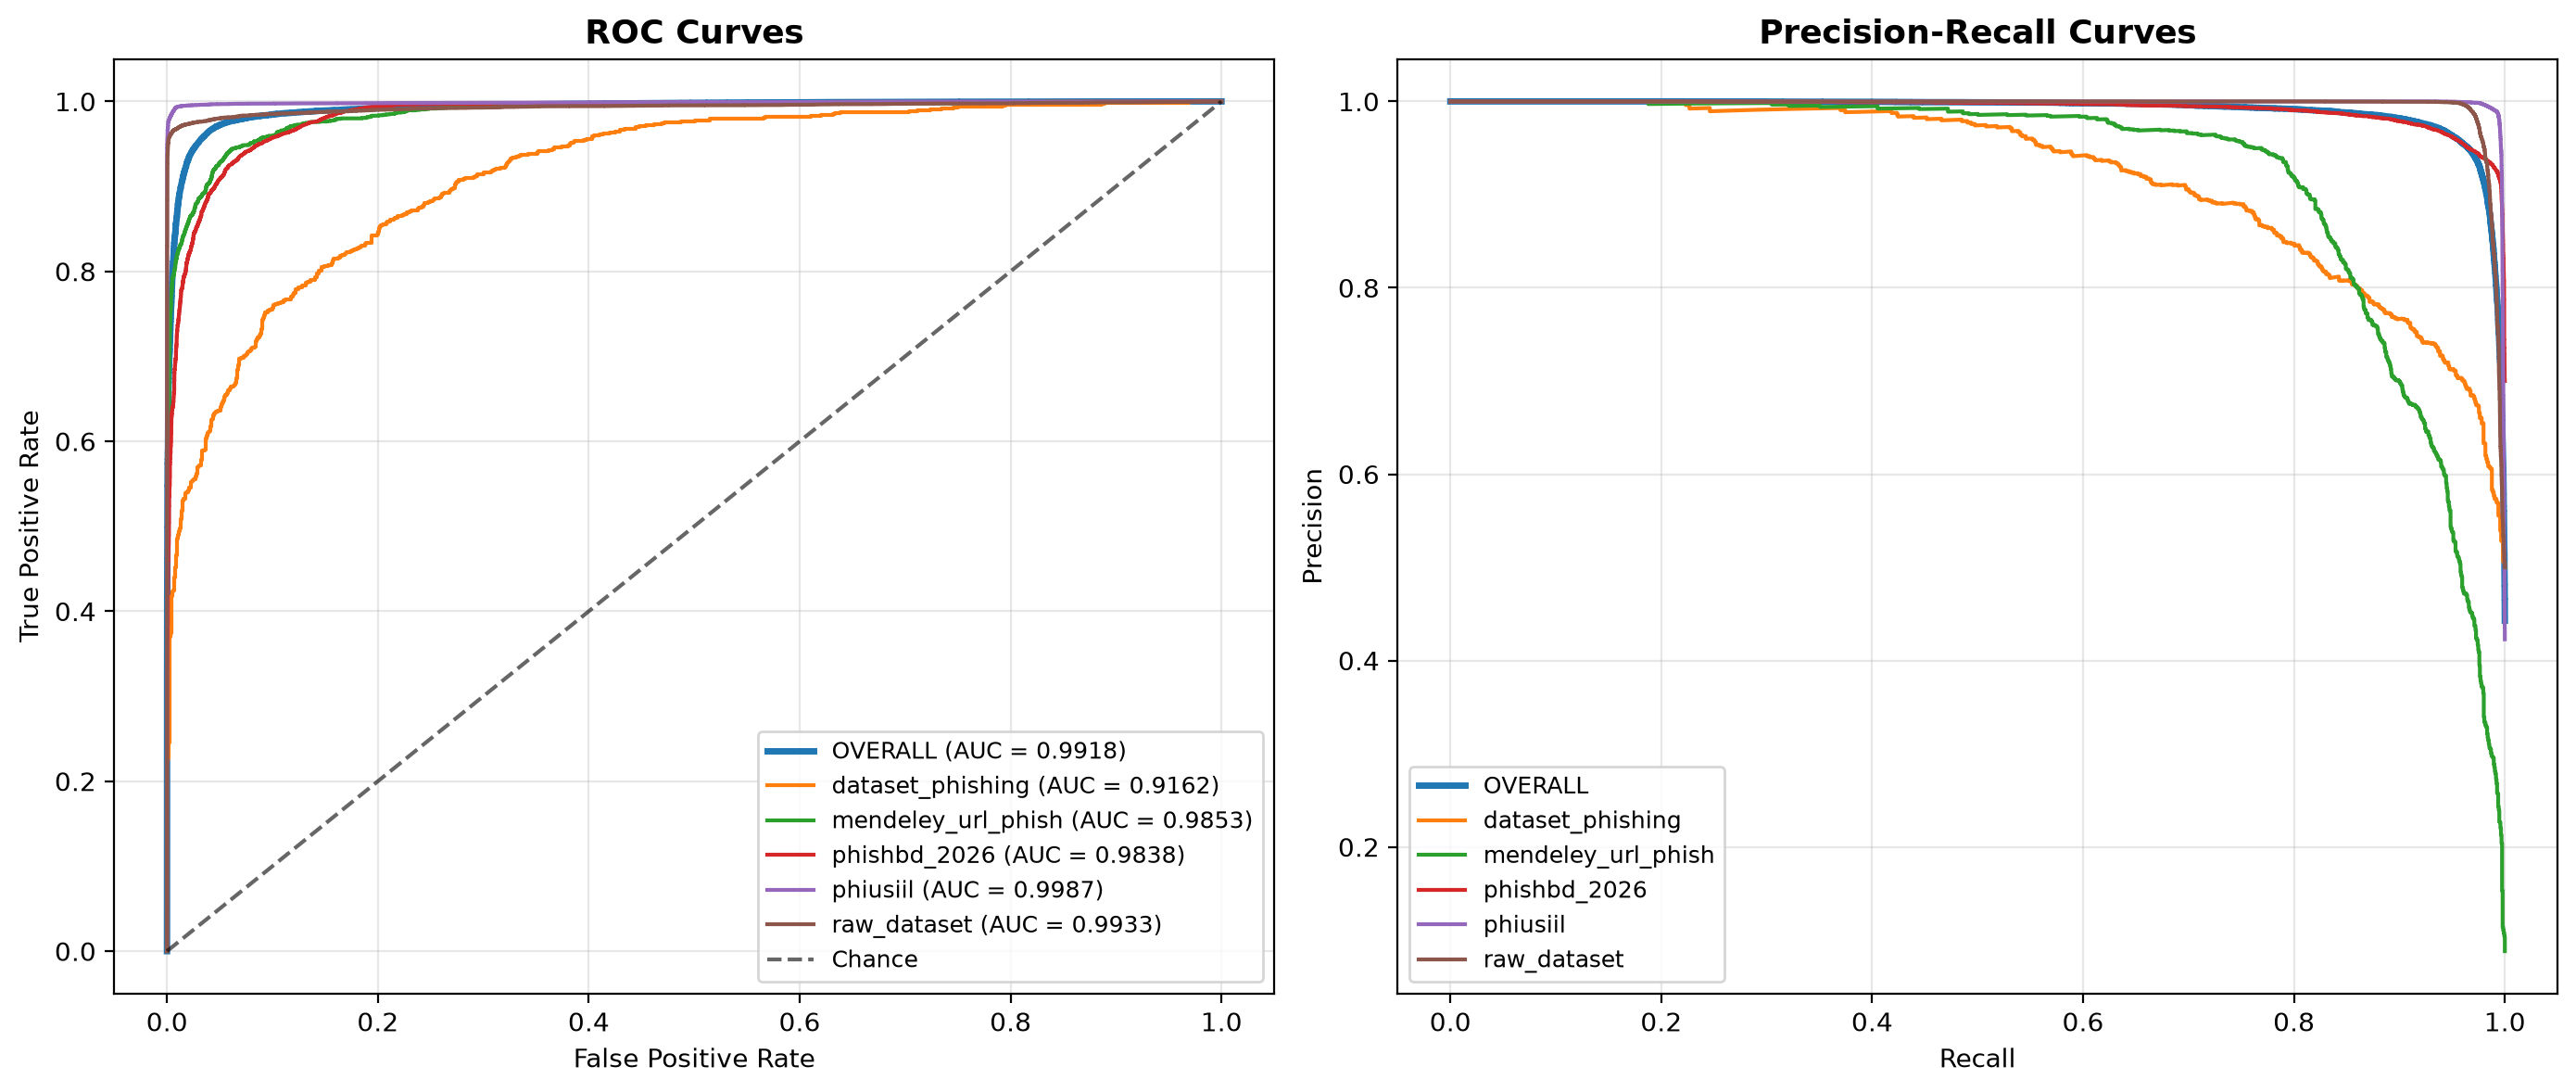 ROC Curves
1.0
0.8
0.6
0.4
0.2
0.0
True Positive Rate
0.0 0.2 0.4 0.6 0.8 1.0
False Positive Rate
OVERALL (AUC = 0.9918)
dataset_phishing (AUC = 0.9162)
mendeley_url_phish (AUC = 0.9853)
phishbd_2026 (AUC = 0.9838)
phiusiil (AUC = 0.9987)
raw_dataset (AUC = 0.9933)
Chance
Precision-Recall Curves
1.0
0.8
0.6
0.4
0.2
Precision
0.0 0.2 0.4 0.6 0.8 1.0
Recall
OVERALL
dataset_phishing
mendeley_url_phish
phishbd_2026
phiusiil
raw_dataset